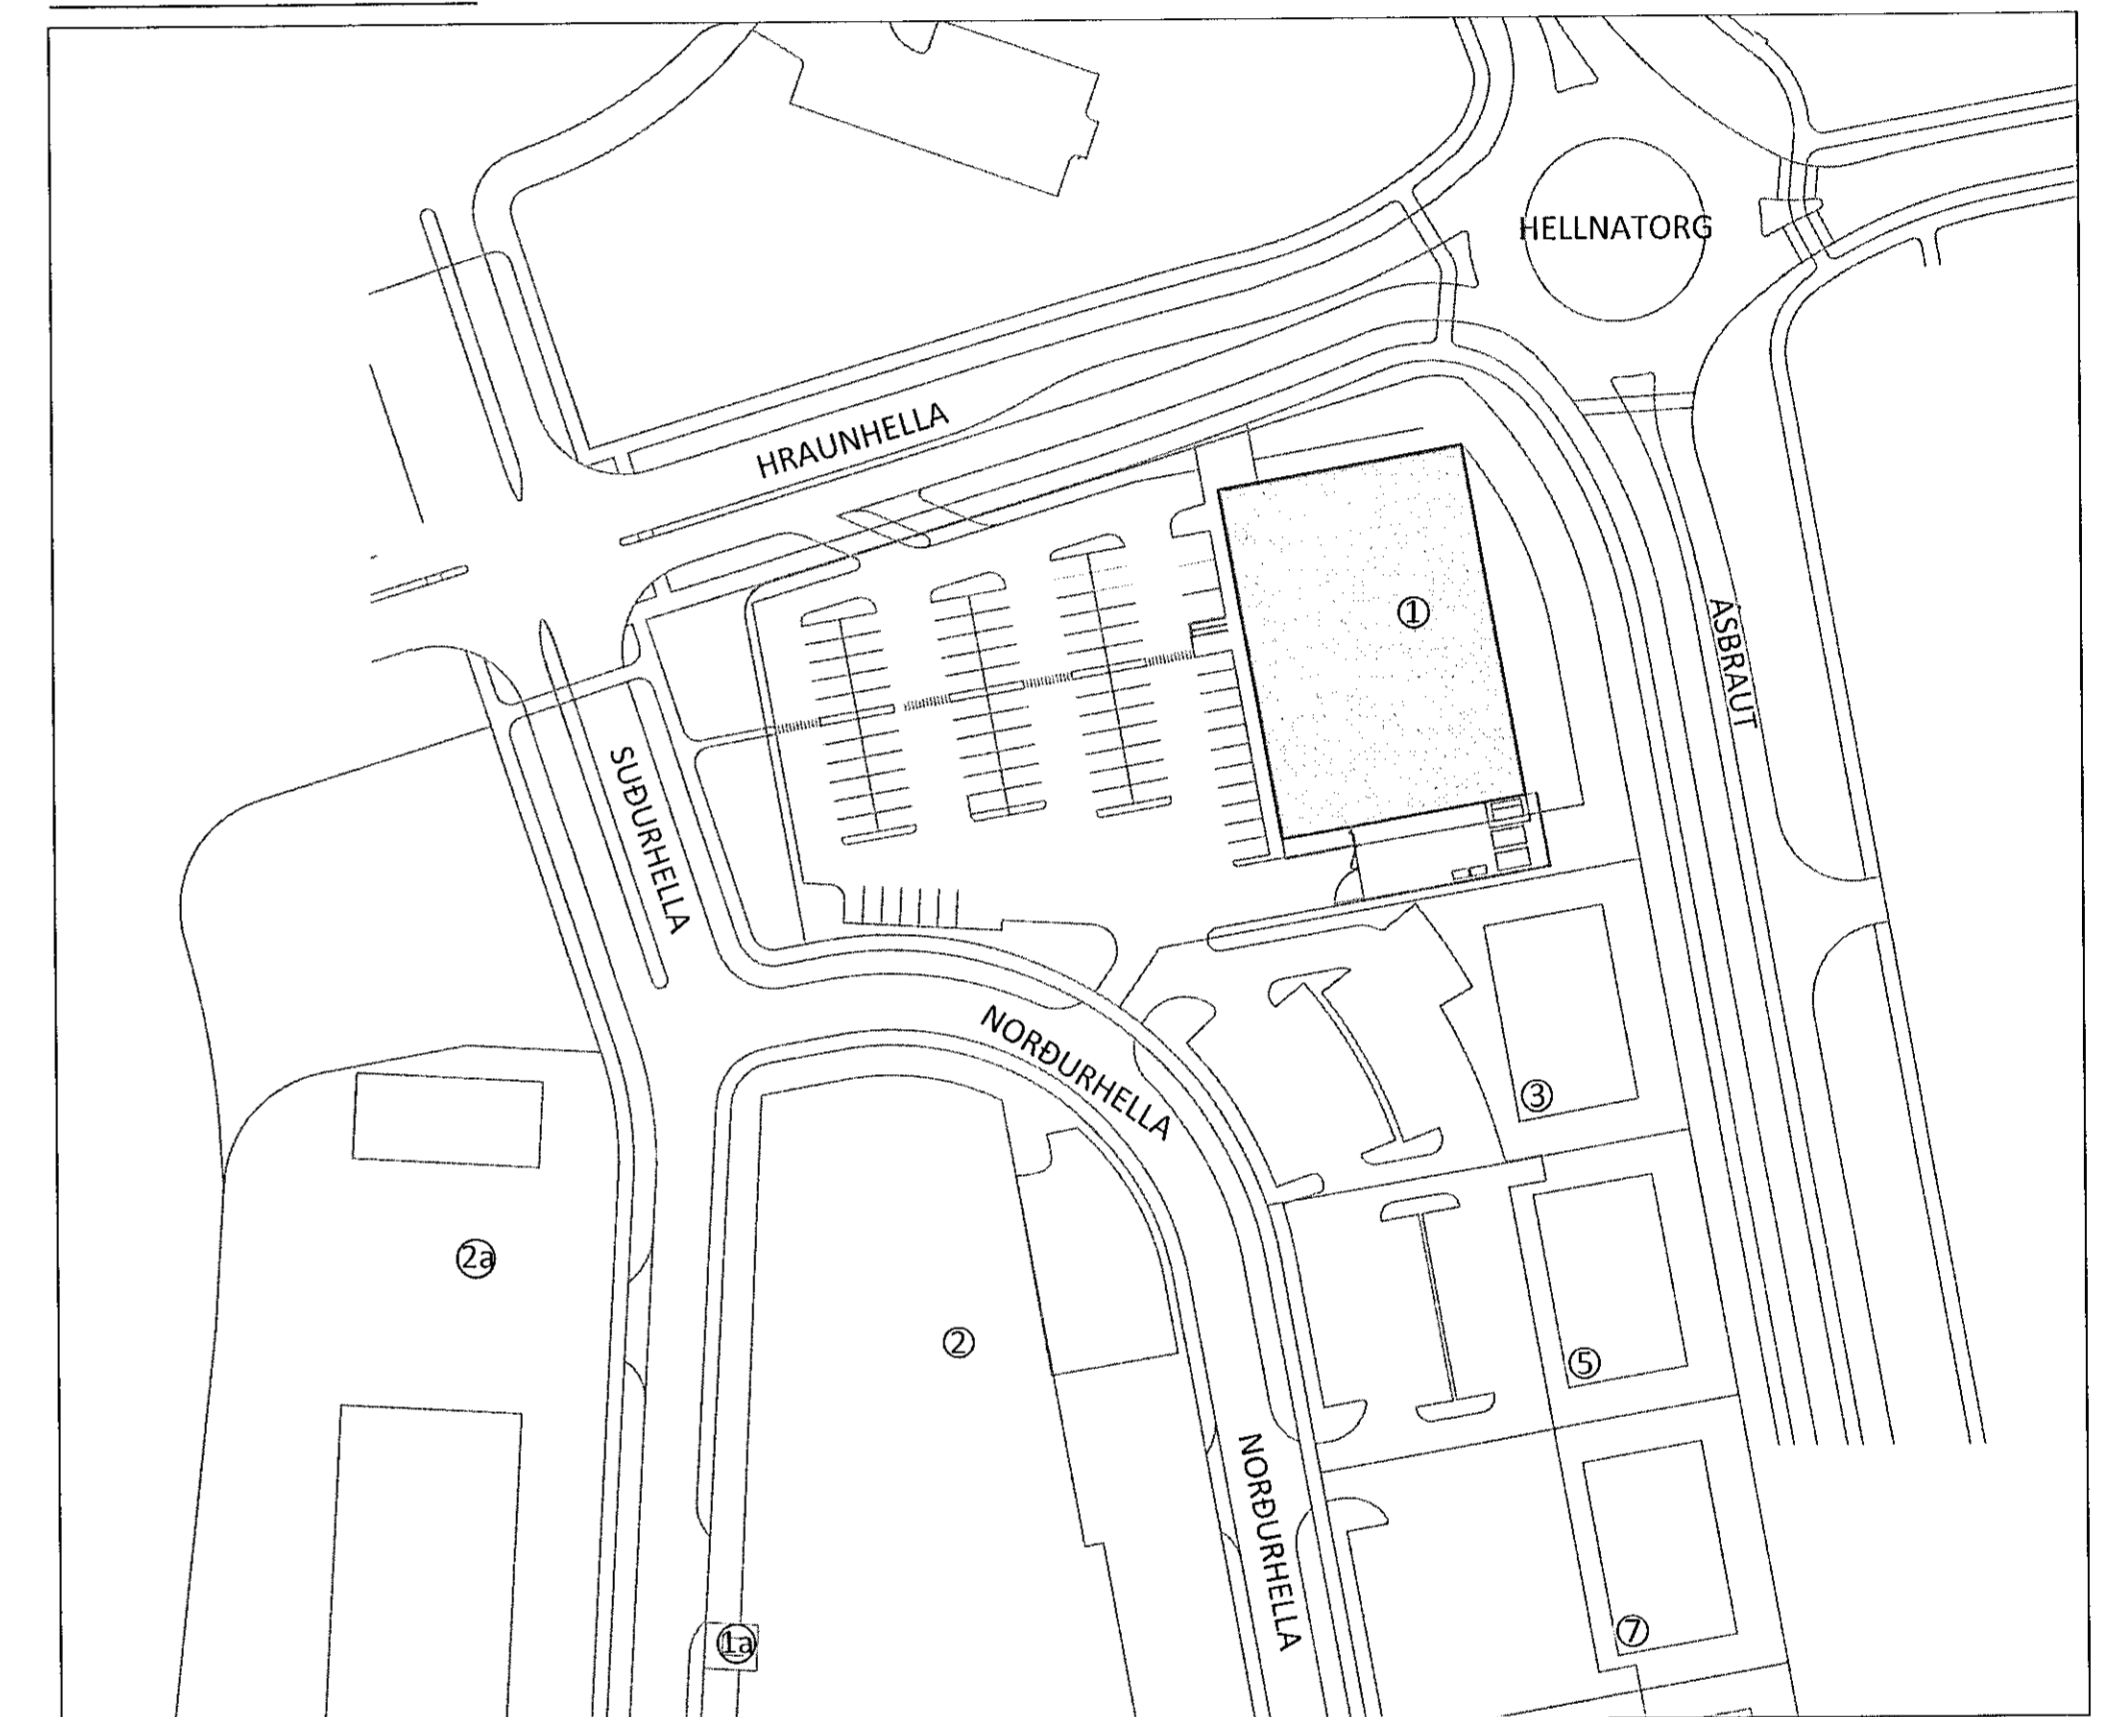 HELLNATORG
HRAUNHELLA
①
ÁSBRAUT
SUÐURHELLA
NORÐURHELLA
③
2a
②
⑤
NORÐURHELLA
1a
⑦